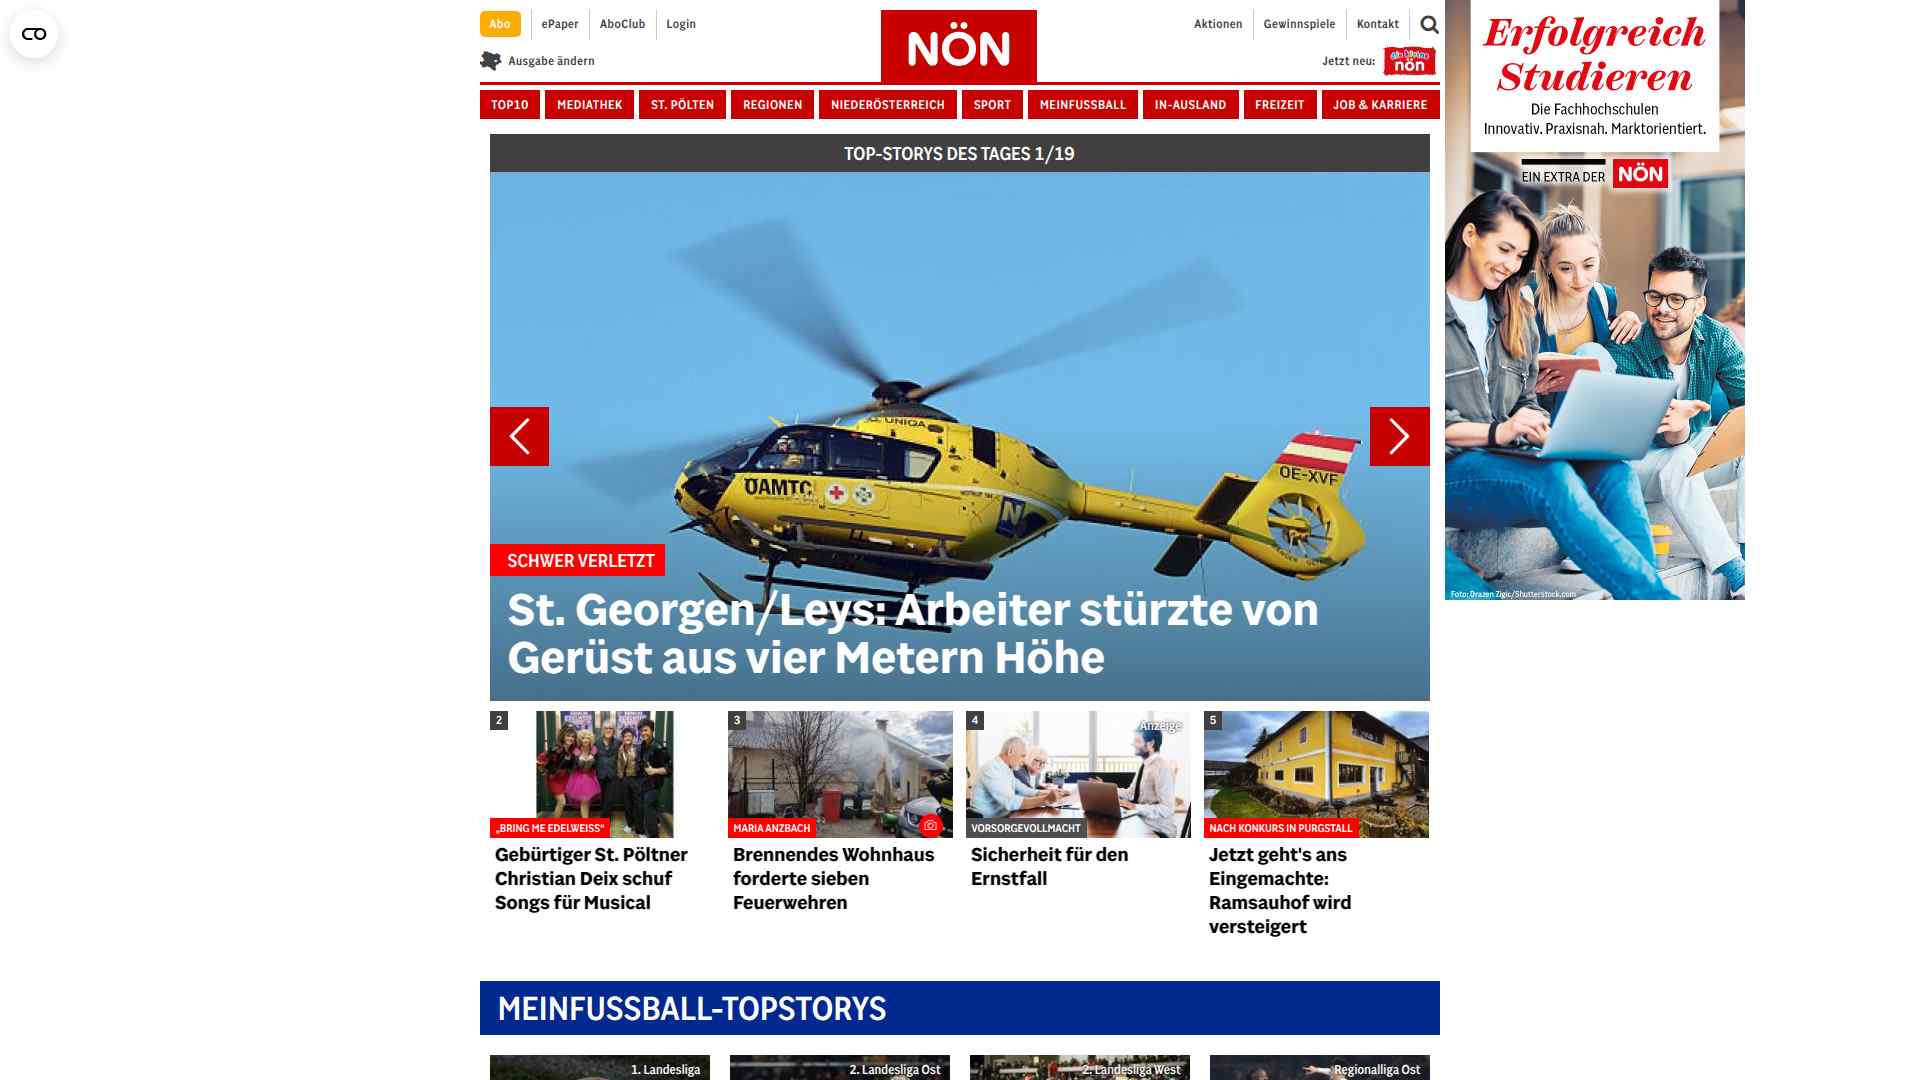 Abo
ePaper
AboClub
Login
NÖN
Aktionen
Gewinnspiele
Kontakt
Ausgabe ändern
Jetzt neu:
die kleine
nön
TOP10
MEDIATHEK
ST. PÖLTEN
REGIONEN
NIEDERÖSTERREICH
SPORT
MEINFUSSBALL
IN-AUSLAND
FREIZEIT
JOB & KARRIERE
Erfolgreich
Studieren
Die Fachhochschulen
Innovativ. Praxisnah. Marktorientiert.
EIN EXTRA DER NÖN
Foto: Drazen Zigic/Shutterstock.com
TOP-STORYS DES TAGES 1/19
UNIQA
ÖAMTC
OE-XVF
SCHWER VERLETZT
St. Georgen/Leys: Arbeiter stürzte von
Gerüst aus vier Metern Höhe
2
„BRING ME EDELWEISS“
Gebürtiger St. Pöltner
Christian Deix schuf
Songs für Musical
3
MARIA ANZBACH
Brennendes Wohnhaus
forderte sieben
Feuerwehren
4
Anzeige
VORSORGEVOLLMACHT
Sicherheit für den
Ernstfall
5
NACH KONKURS IN PURGSTALL
Jetzt geht's ans
Eingemachte:
Ramsauhof wird
versteigert
MEINFUSSBALL-TOPSTORYS
1. Landesliga
2. Landesliga Ost
2. Landesliga West
Regionalliga Ost